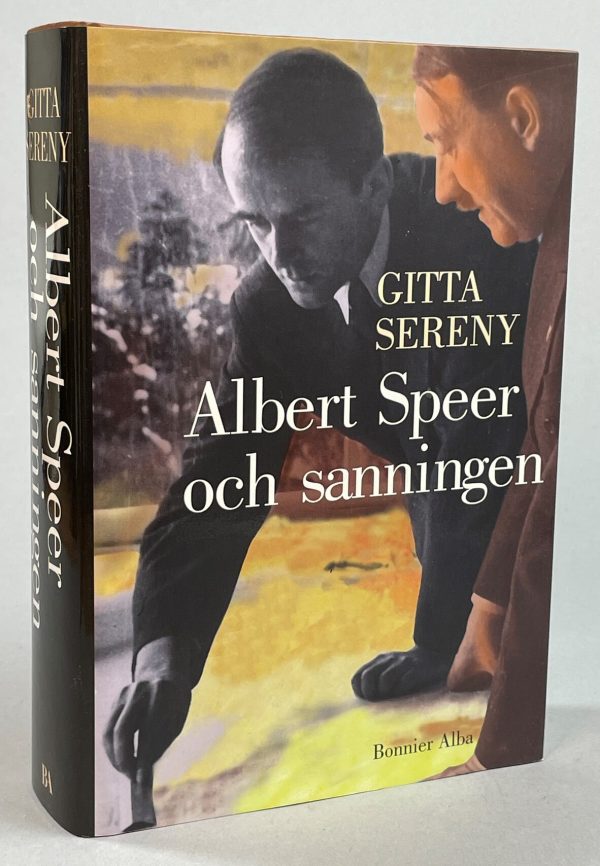 GITTA
SERENY
Albert Speer
och sanningen
BA
GITTA
SERENY
Albert Speer
och sanningen
Bonnier Alba